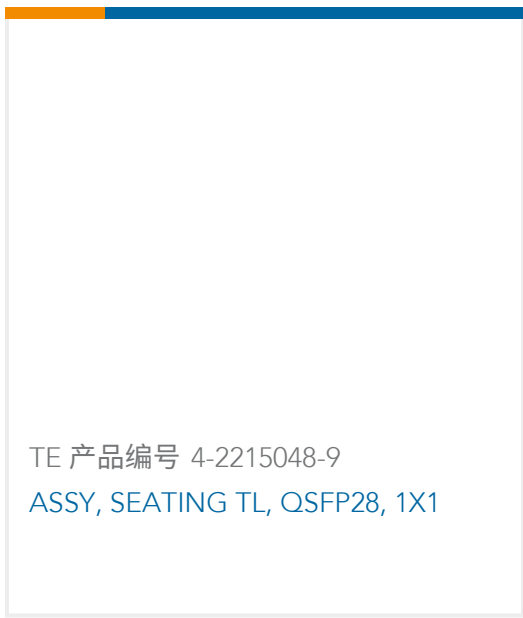 TE 产品编号 4-2215048-9
ASSY, SEATING TL, QSFP28, 1X1